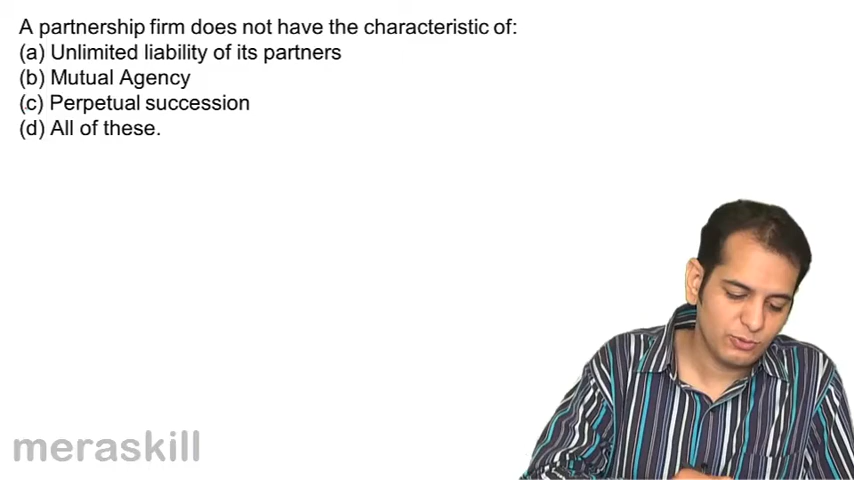 A partnership firm does not have the characteristic of:
(a) Unlimited liability of its partners
(b) Mutual Agency
(c) Perpetual succession
(d) All of these.
meraskill